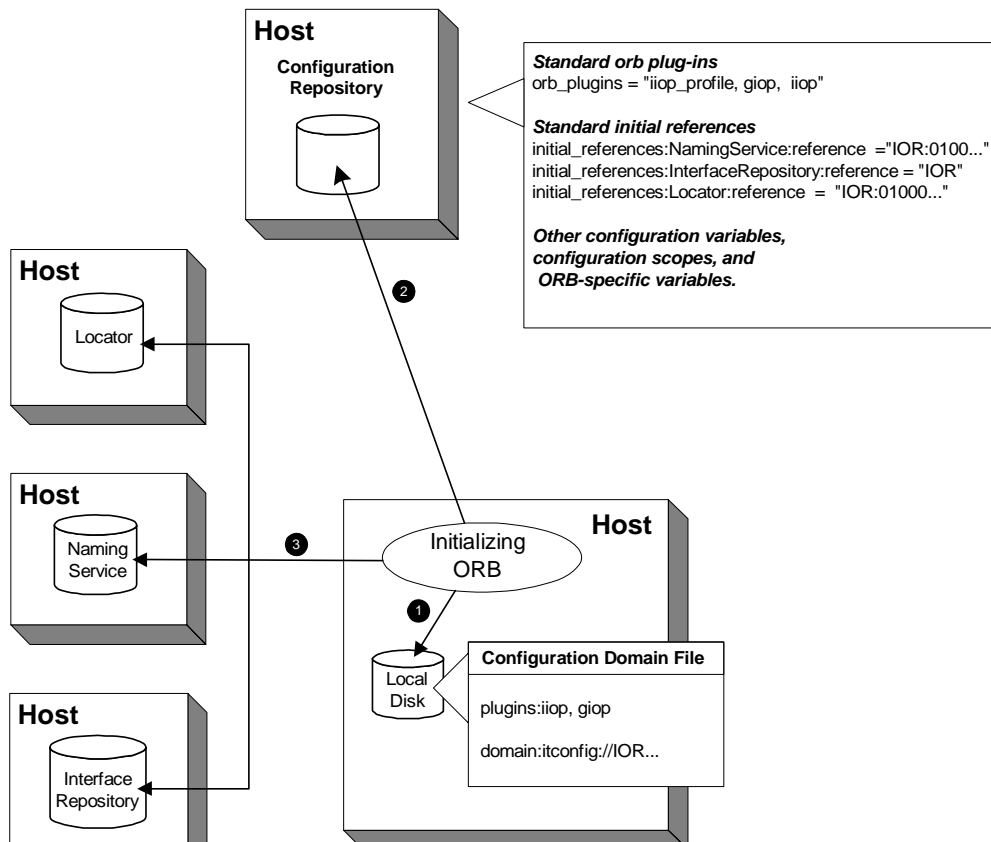 Host
Configuration
Repository
Standard orb plug-ins
orb_plugins = "iiop_profile, giop, iiop"
Standard initial references
initial_references:NamingService:reference ="IOR:0100..."
initial_references:InterfaceRepository:reference = "IOR"
initial_references:Locator:reference = "IOR:01000..."
Other configuration variables,
configuration scopes, and
ORB-specific variables.
2
Host
Locator
Host
Naming
Service
3
Host
Initializing
ORB
1
Local
Disk
Configuration Domain File
plugins:iiop, giop
domain:itconfig://IOR...
Host
Interface
Repository